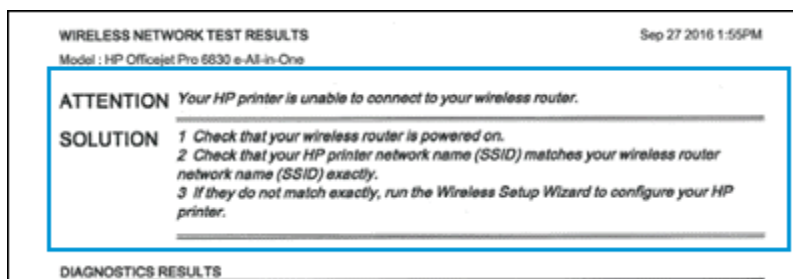 WIRELESS NETWORK TEST RESULTS Sep 27 2016 1:55PM
Model : HP Officejet Pro 6830 e-All-in-One
ATTENTION Your HP printer is unable to connect to your wireless router.
SOLUTION 1 Check that your wireless router is powered on.
2 Check that your HP printer network name (SSID) matches your wireless router
network name (SSID) exactly.
3 If they do not match exactly, run the Wireless Setup Wizard to configure your HP
printer.
DIAGNOSTICS RESULTS